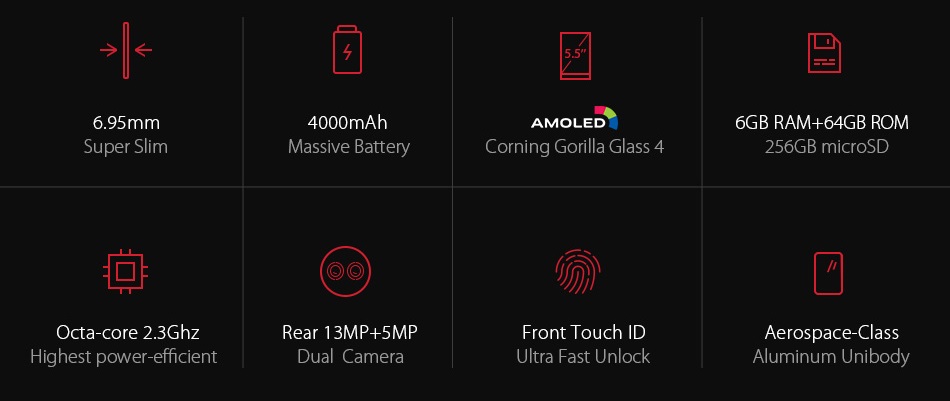 6.95mm
Super Slim
4000mAh
Massive Battery
5.5"
AMOLED
Corning Gorilla Glass 4
6GB RAM+64GB ROM
256GB microSD
Octa-core 2.3Ghz
Highest power-efficient
Rear 13MP+5MP
Dual Camera
Front Touch ID
Ultra Fast Unlock
Aerospace-Class
Aluminum Unibody